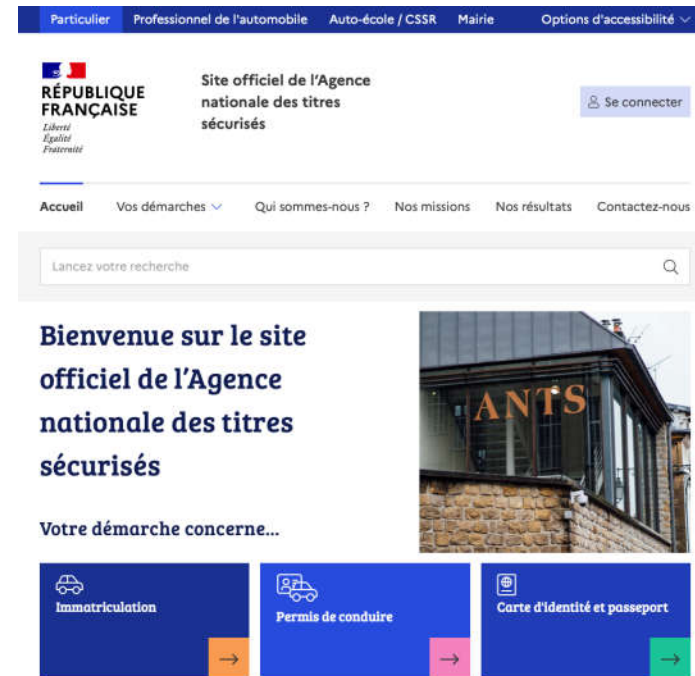 Particulier Professionnel de l'automobile Auto-école / CSSR Mairie Options d'accessibilité
RÉPUBLIQUE
FRANÇAISE
Liberté
Égalité
Fraternité
Site officiel de l'Agence
nationale des titres
sécurisés
Se connecter
Accueil Vos démarches Qui sommes-nous ? Nos missions Nos résultats Contactez-nous
Lancez votre recherche
Bienvenue sur le site
officiel de l'Agence
nationale des titres
sécurisés
ANTS
Votre démarche concerne...
Immatriculation
Permis de conduire
Carte d'identité et passeport